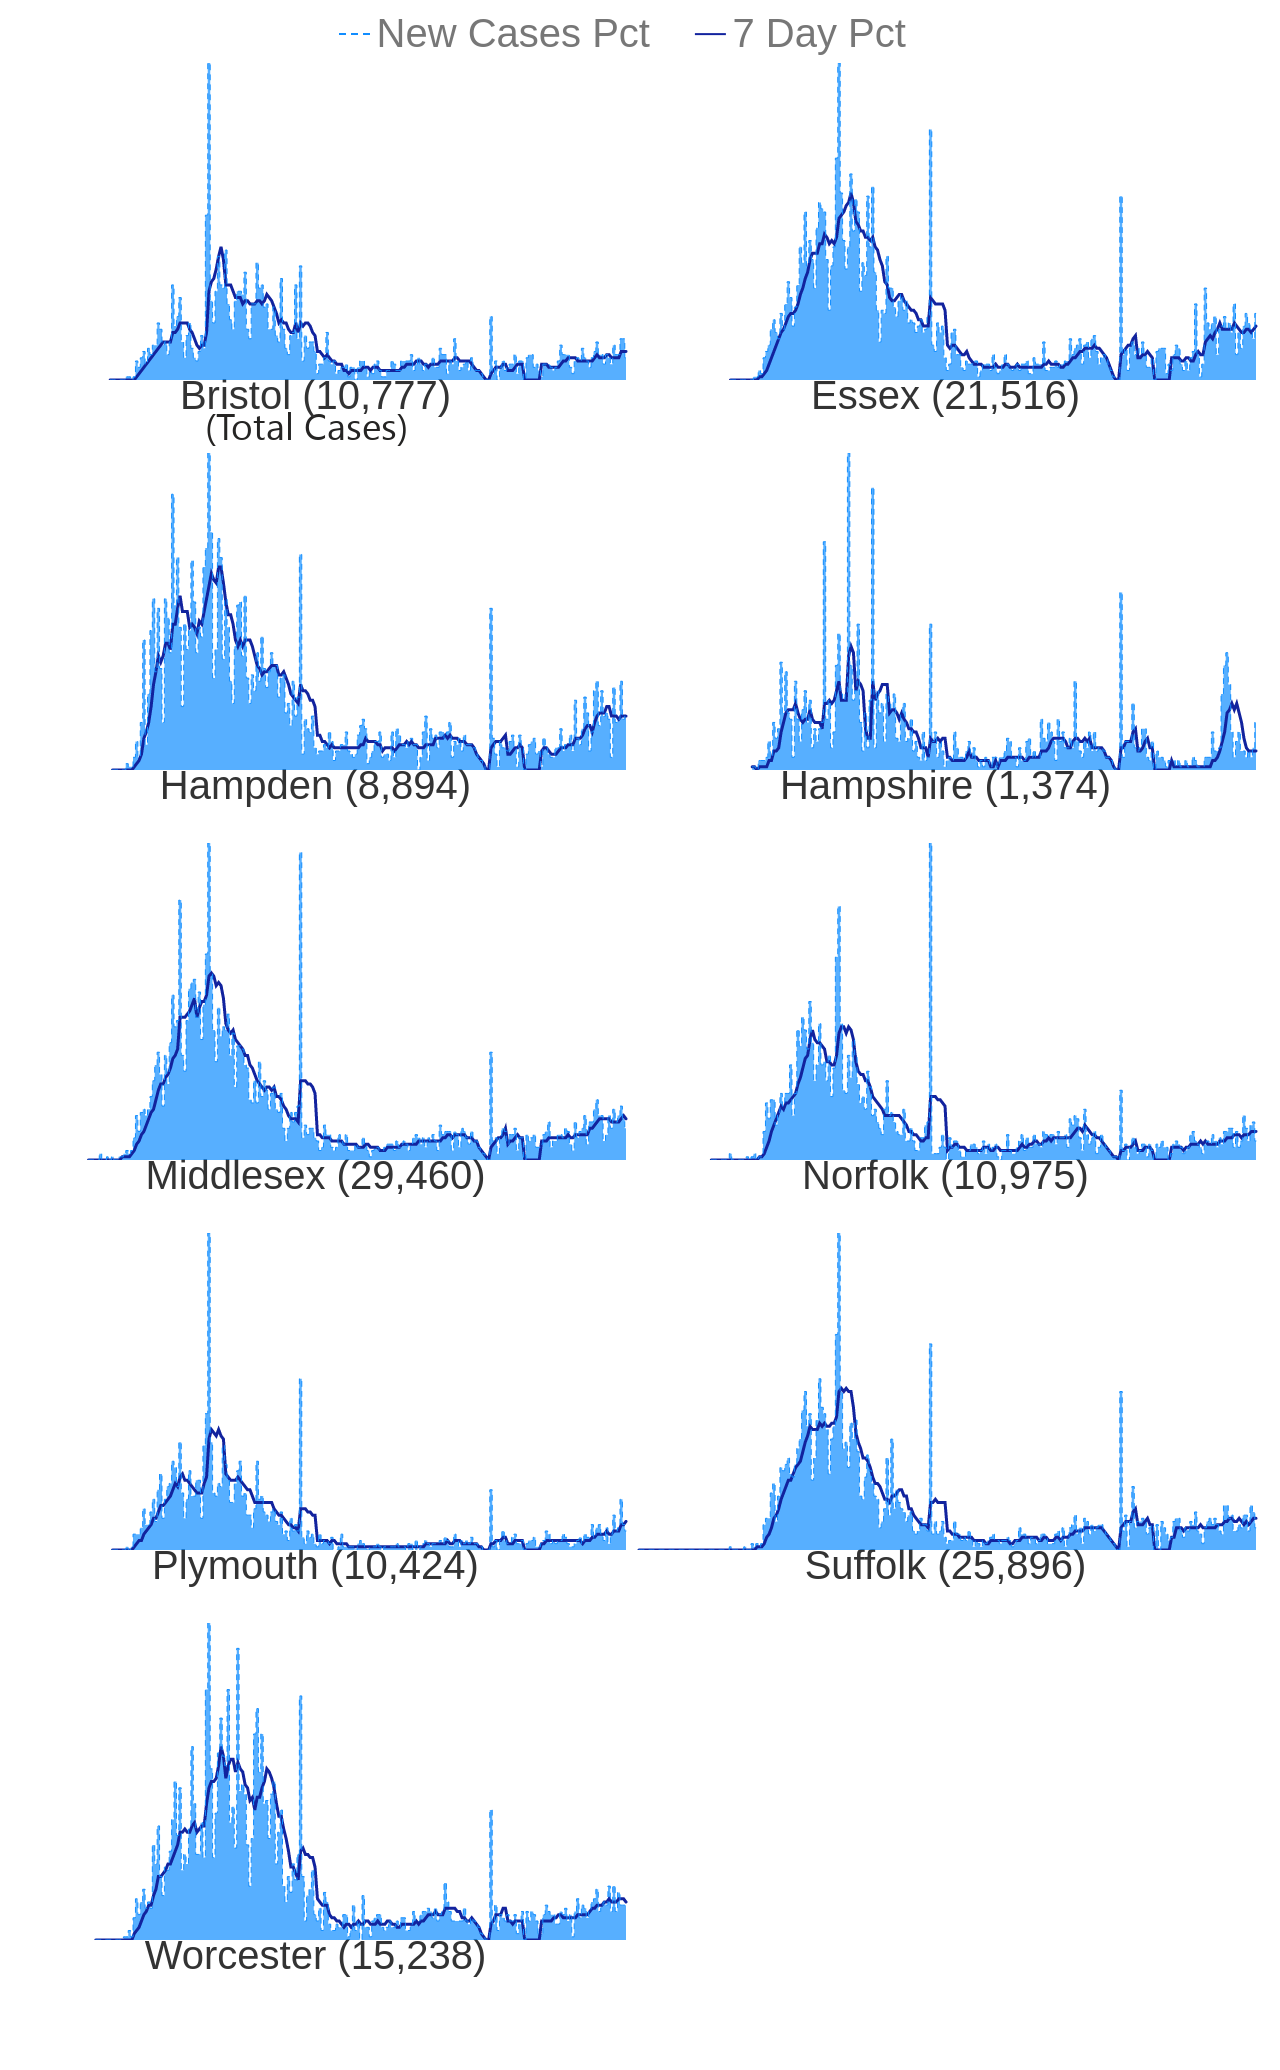 New Cases Pct 7 Day Pct
Bristol (10,777) Essex (21,516)
(Total Cases)
Hampden (8,894) Hampshire (1,374)
Middlesex (29,460) Norfolk (10,975)
Plymouth (10,424) Suffolk (25,896)
Worcester (15,238)